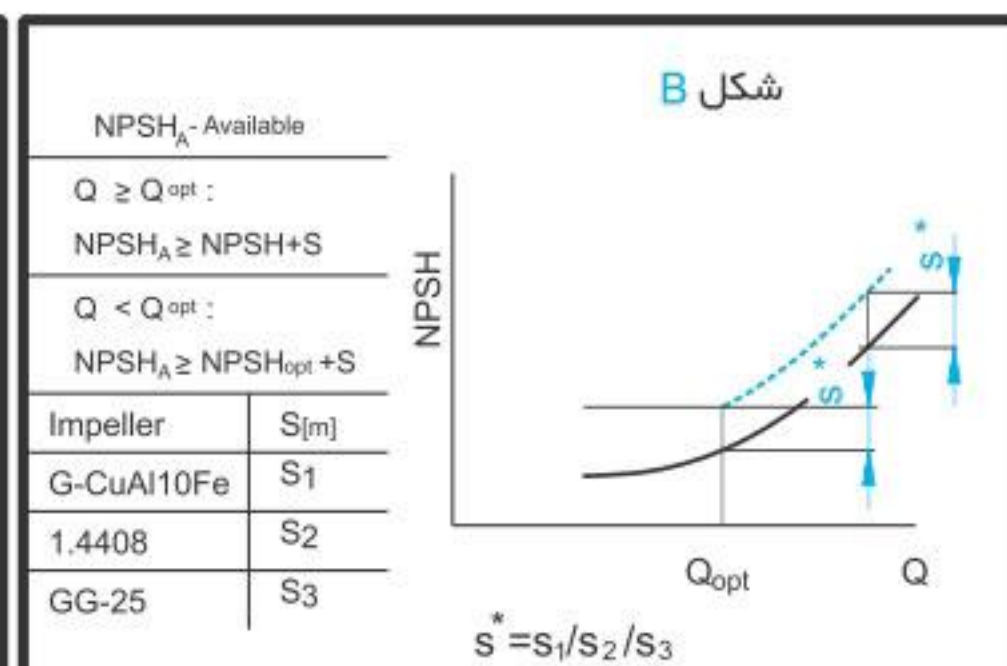 شکل B
NPSHA- Available
Q ≥ Qopt :
NPSHA ≥ NPSH+S
Q < Qopt :
NPSHA ≥ NPSHopt +S
Impeller S[m]
G-CuAl10Fe S1
1.4408 S2
GG-25 S3
NPSH
S*
S*
Qopt
Q
s*=s1/s2/s3